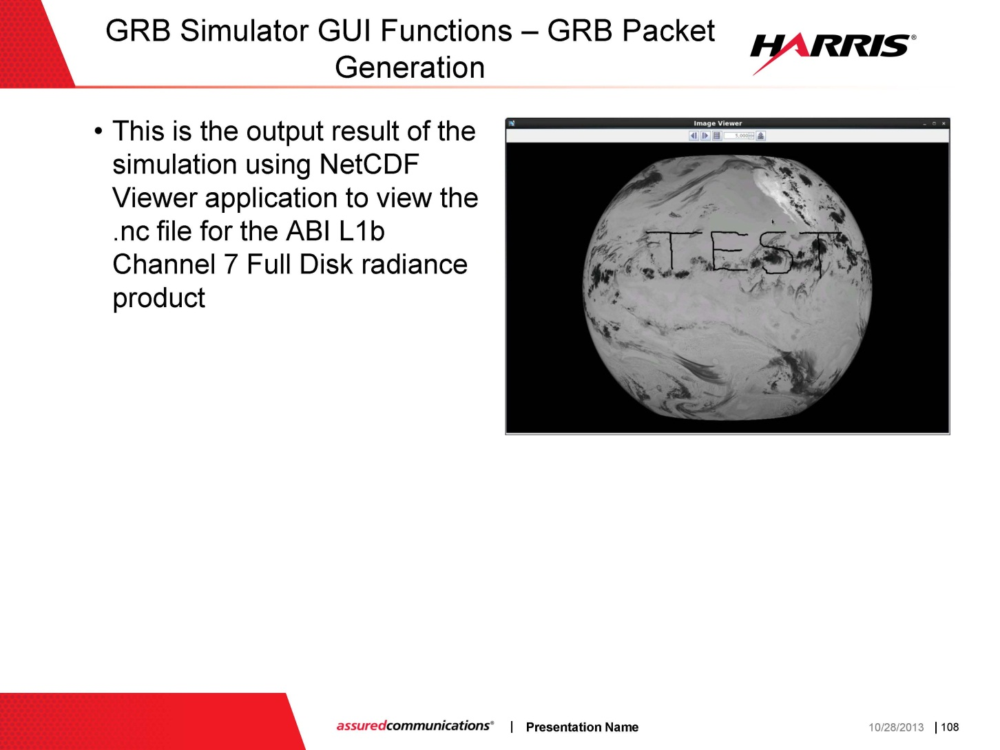 GRB Simulator GUI Functions – GRB Packet
Generation
HARRIS®
• This is the output result of the
simulation using NetCDF
Viewer application to view the
.nc file for the ABI L1b
Channel 7 Full Disk radiance
product
Image Viewer
5.000
TEST
assuredcommunications® | Presentation Name
10/28/2013 | 108